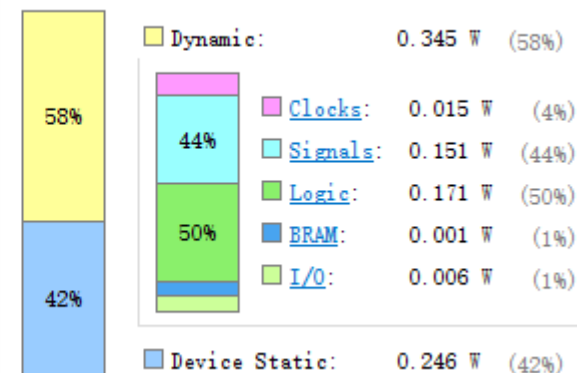 Dynamic: 0.345 W (58%)
58%
Clocks: 0.015 W (4%)
44%
Signals: 0.151 W (44%)
Logic: 0.171 W (50%)
50%
BRAM: 0.001 W (1%)
I/O: 0.006 W (1%)
42%
Device Static: 0.246 W (42%)